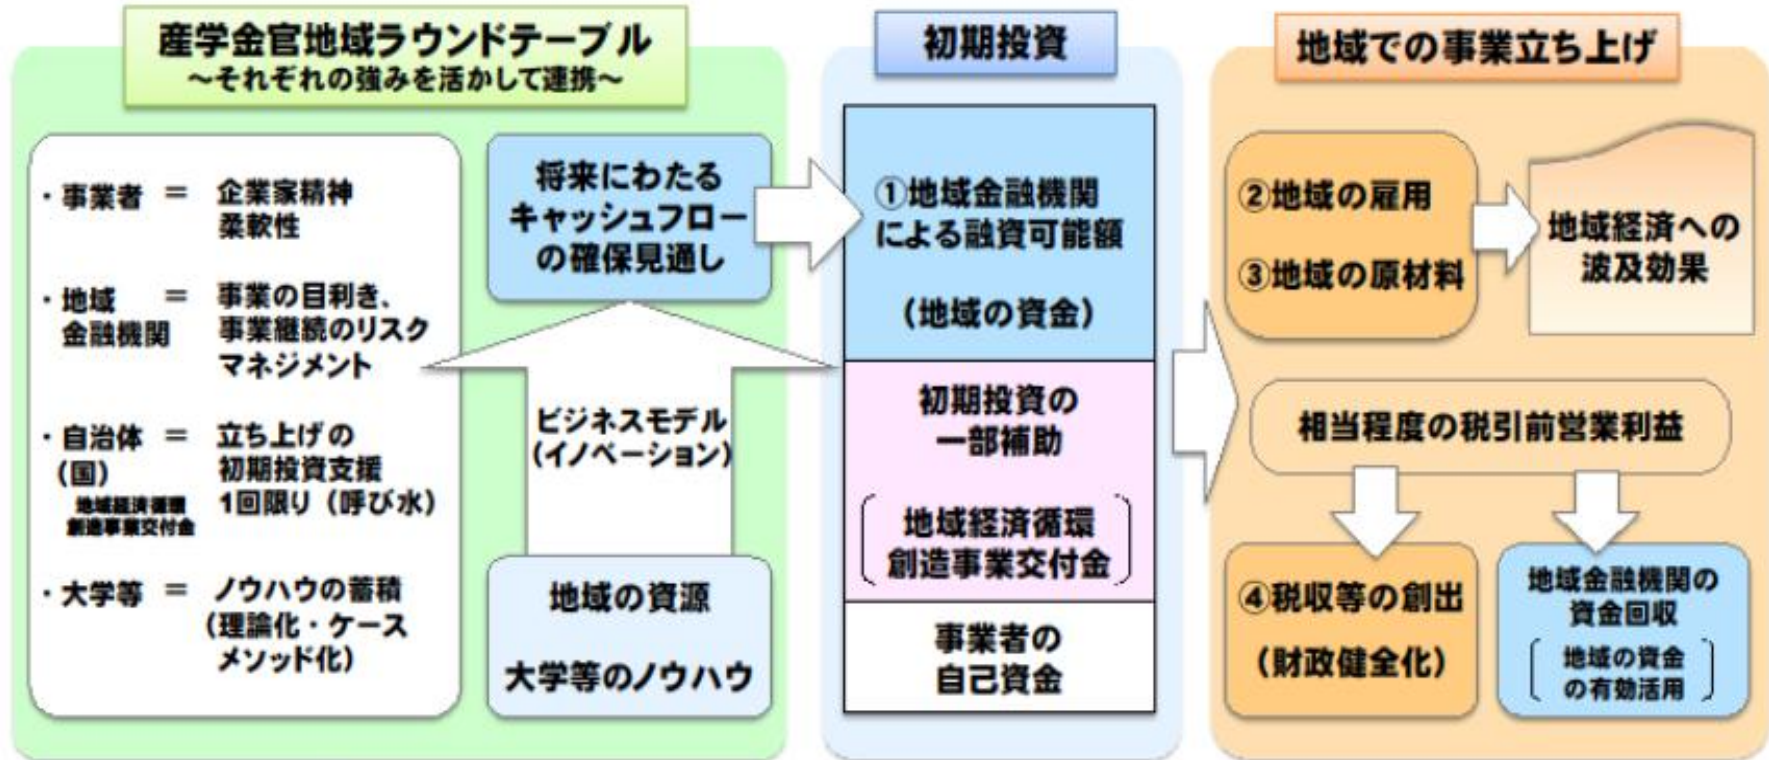 産学金官地域ラウンドテーブル
～それぞれの強みを活かして連携～
・事業者 ＝ 企業家精神
柔軟性
・地域 ＝ 事業の目利き、
金融機関 事業継続のリスク
マネジメント
・自治体 ＝ 立ち上げの
(国) 初期投資支援
地域経済循環 1回限り（呼び水）
創造事業交付金
・大学等 ＝ ノウハウの蓄積
（理論化・ケース
メソッド化）
将来にわたる
キャッシュフロー
の確保見通し
ビジネスモデル
(イノベーション)
地域の資源
大学等のノウハウ
初期投資
①地域金融機関
による融資可能額
（地域の資金）
初期投資の
一部補助
地域経済循環
創造事業交付金
事業者の
自己資金
地域での事業立ち上げ
②地域の雇用
③地域の原材料
地域経済への
波及効果
相当程度の税引前営業利益
④税収等の創出
（財政健全化）
地域金融機関の
資金回収
地域の資金
の有効活用